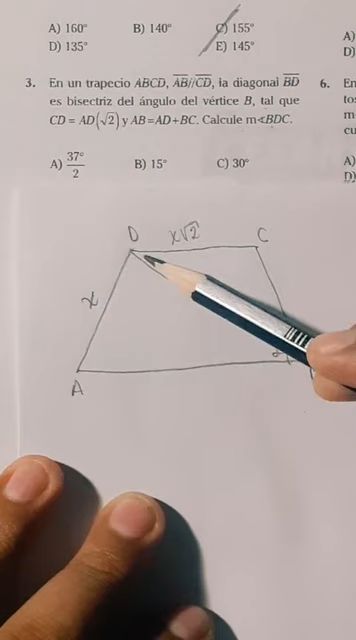 A) 160° B) 140° C) 155°
D) 135° E) 145°
A)
D)
3. En un trapecio ABCD, AB//CD, la diagonal BD
es bisectriz del ángulo del vértice B, tal que
CD = AD(√2) y AB=AD+BC. Calcule m∢BDC.
A) 37°/2 B) 15° C) 30°
6. En
to
m
cu
A)
D)
D x√2 C
x
A